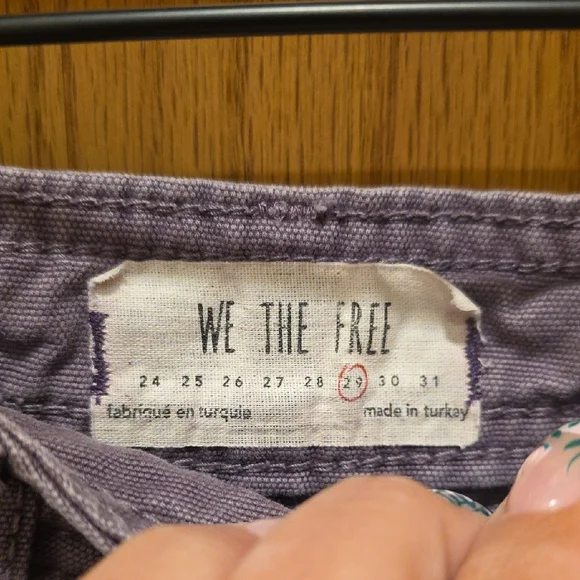 WE THE FREE
24 25 26 27 28 29 30 31
fabriqué en turquie made in turkey